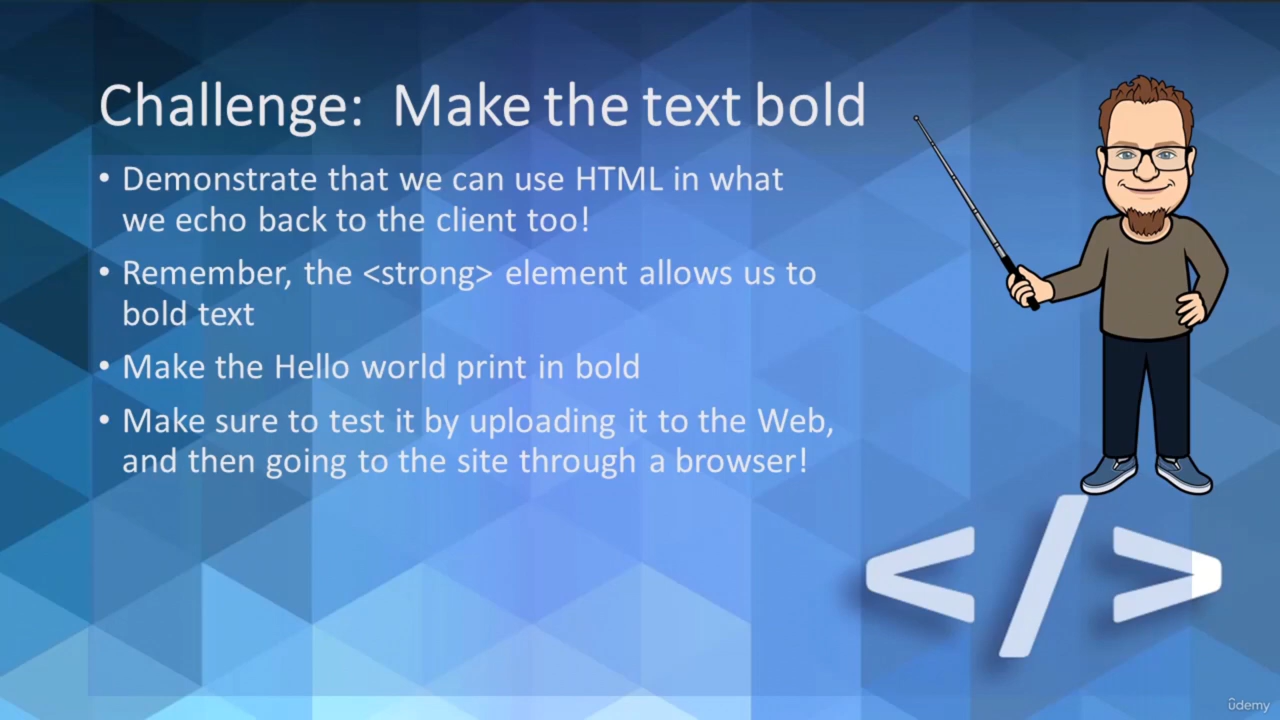 Challenge:  Make the text bold
• Demonstrate that we can use HTML in what
we echo back to the client too!
• Remember, the <strong> element allows us to
bold text
• Make the Hello world print in bold
• Make sure to test it by uploading it to the Web,
and then going to the site through a browser!
</>
ûdemy